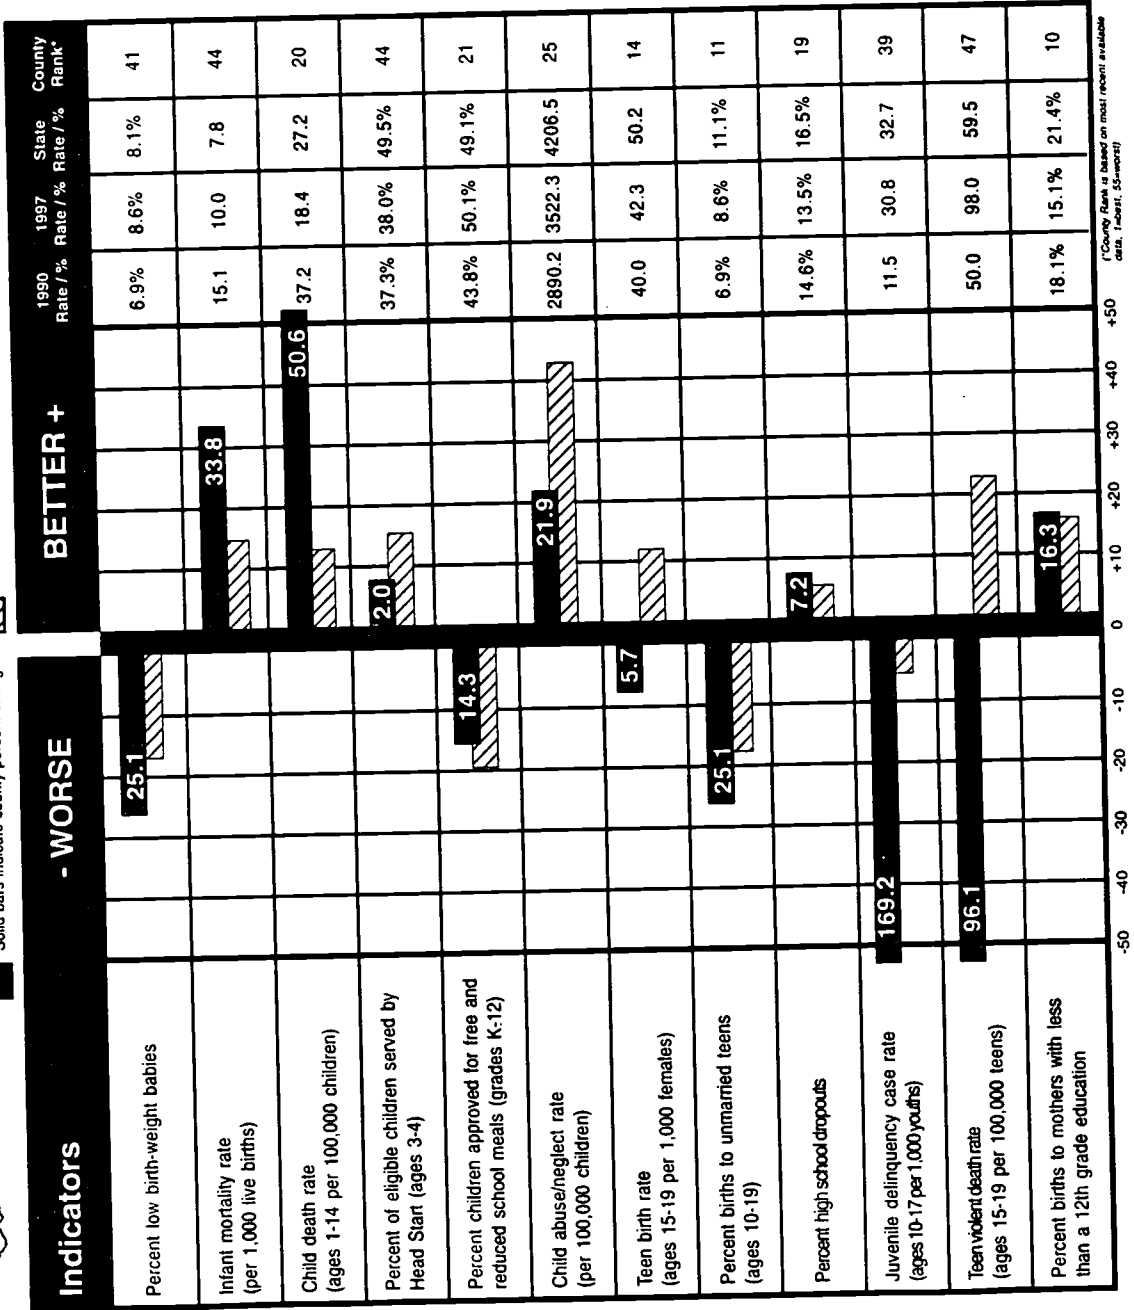 Indicators
- WORSE
BETTER +
1990
Rate / %
1997
Rate / %
State
Rate / %
County
Rank*
Percent low birth-weight babies
25.1
6.9%
8.6%
8.1%
41
Infant mortality rate
(per 1,000 live births)
33.8
15.1
10.0
7.8
44
Child death rate
(ages 1-14 per 100,000 children)
50.6
37.2
18.4
27.2
20
Percent of eligible children served by
Head Start (ages 3-4)
2.0
37.3%
38.0%
49.5%
44
Percent children approved for free and
reduced school meals (grades K-12)
14.3
43.8%
50.1%
49.1%
21
Child abuse/neglect rate
(per 100,000 children)
21.9
2890.2
3522.3
4206.5
25
Teen birth rate
(ages 15-19 per 1,000 females)
5.7
40.0
42.3
50.2
14
Percent births to unmarried teens
(ages 10-19)
25.1
6.9%
8.6%
11.1%
11
Percent high school dropouts
7.2
14.6%
13.5%
16.5%
19
Juvenile delinquency case rate
(ages 10-17 per 1,000 youths)
169.2
11.5
30.8
32.7
39
Teen violent death rate
(ages 15-19 per 100,000 teens)
96.1
50.0
98.0
59.5
47
Percent births to mothers with less
than a 12th grade education
16.3
18.1%
15.1%
21.4%
10
-50
-40
-30
-20
-10
0
+10
+20
+30
+40
+50
(*County Rank is based on most recent available
data, 1=best, 55=worst)